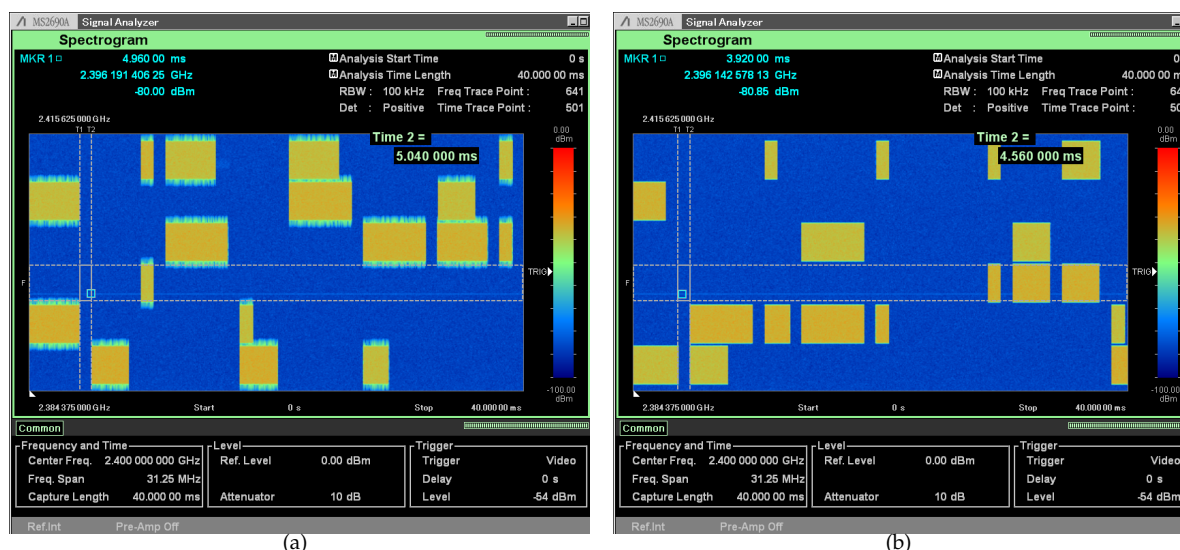 MS2690A Signal Analyzer
Spectrogram
MKR 1 4.960 00 ms
2.396 191 406 25 GHz
-80.00 dBm
Analysis Start Time 0 s
Analysis Time Length 40.000 00 ms
RBW : 100 kHz Freq Trace Point : 641
Det : Positive Time Trace Point : 501
2.415 625 000 GHz
T1 T2
Time 2 =
5.040 000 ms
0.00
dBm
TRIG
F
-100.00
dBm
2.384 375 000 GHz Start 0 s Stop 40.000 00 ms
Common
Frequency and Time
Center Freq. 2.400 000 000 GHz
Freq. Span 31.25 MHz
Capture Length 40.000 00 ms
Level
Ref. Level 0.00 dBm
Attenuator 10 dB
Trigger
Trigger Video
Delay 0 s
Level -54 dBm
Ref.Int Pre-Amp Off
(a)
MS2690A Signal Analyzer
Spectrogram
MKR 1 3.920 00 ms
2.396 142 578 13 GHz
-80.85 dBm
Analysis Start Time 0 s
Analysis Time Length 40.000 00 m
RBW : 100 kHz Freq Trace Point : 64
Det : Positive Time Trace Point : 50
2.415 625 000 GHz
T1 T2
Time 2 =
4.560 000 ms
0.00
dBm
TRIG
F
-100.00
dBm
2.384 375 000 GHz Start 0 s Stop 40.000 00 ms
Common
Frequency and Time
Center Freq. 2.400 000 000 GHz
Freq. Span 31.25 MHz
Capture Length 40.000 00 ms
Level
Ref. Level 0.00 dBm
Attenuator 10 dB
Trigger
Trigger Video
Delay 0 s
Level -54 dBm
Ref.Int Pre-Amp Off
(b)